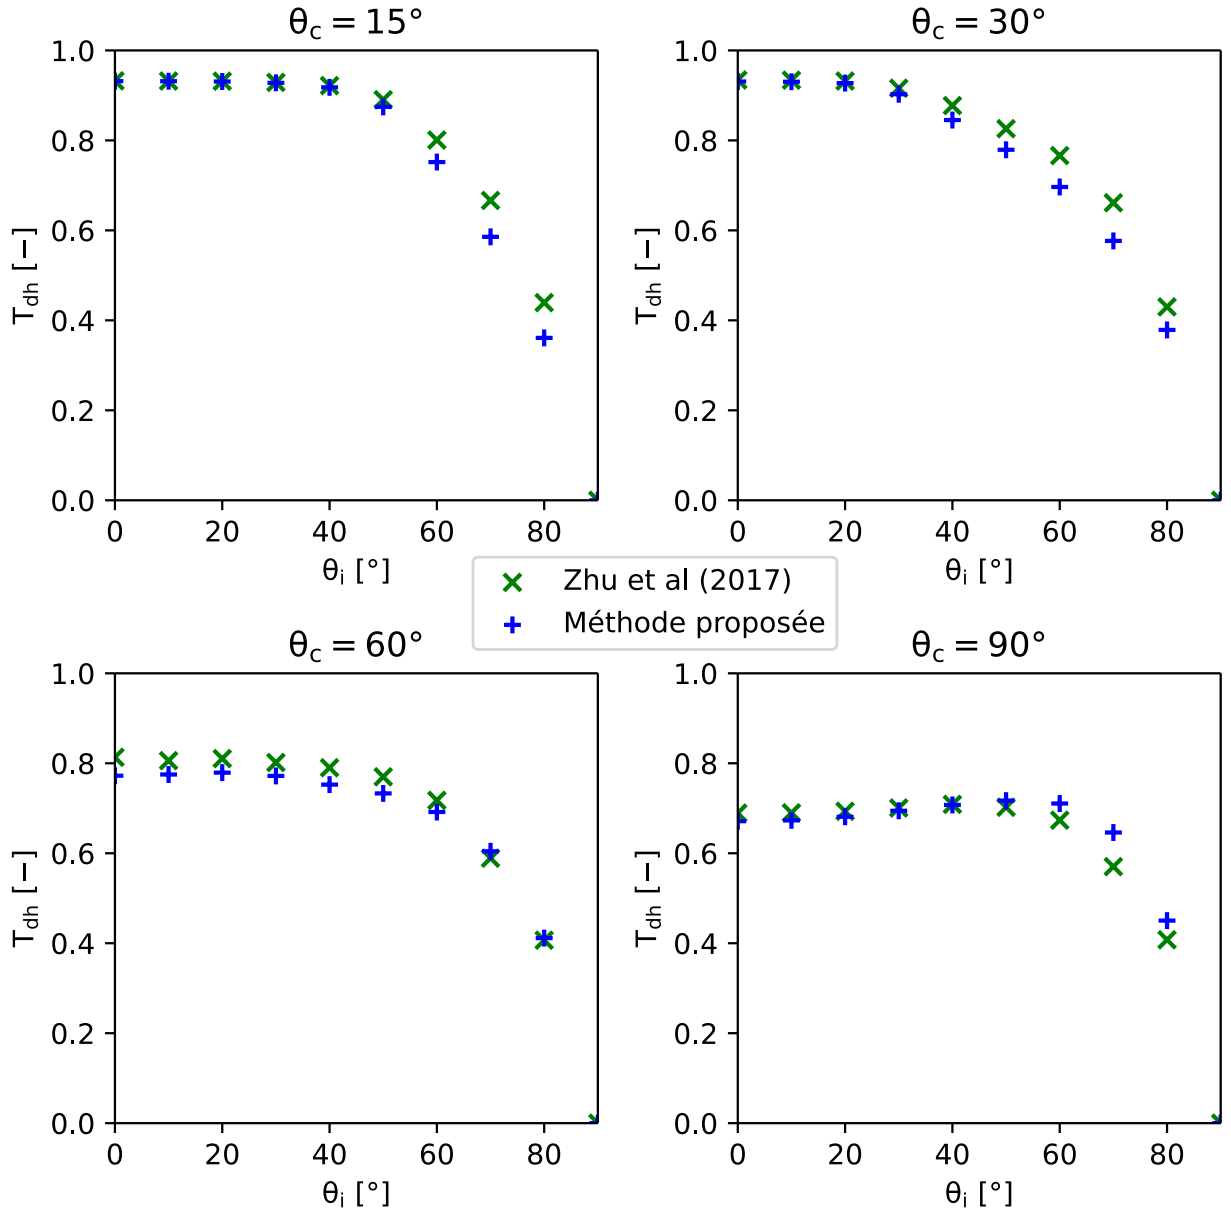 θc = 15°
1.0
0.8
0.6
0.4
0.2
0.0
Tdh [−]
0 20 40 60 80
θi [°]
θc = 30°
1.0
0.8
0.6
0.4
0.2
0.0
Tdh [−]
0 20 40 60 80
θi [°]
Zhu et al (2017)
Méthode proposée
θc = 60°
1.0
0.8
0.6
0.4
0.2
0.0
Tdh [−]
0 20 40 60 80
θi [°]
θc = 90°
1.0
0.8
0.6
0.4
0.2
0.0
Tdh [−]
0 20 40 60 80
θi [°]